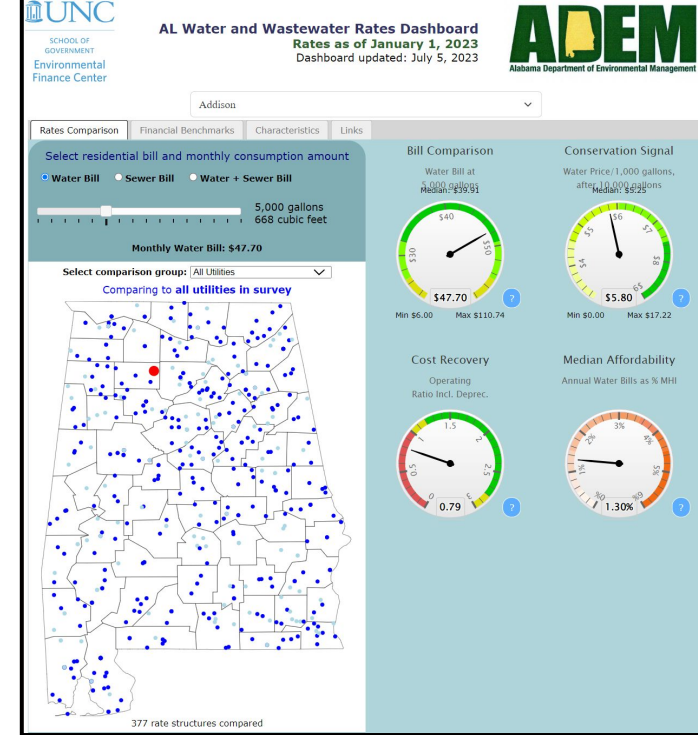 UNC
SCHOOL OF
GOVERNMENT
Environmental
Finance Center
AL Water and Wastewater Rates Dashboard
Rates as of January 1, 2023
Dashboard updated: July 5, 2023
ADEM
Alabama Department of Environmental Management
Addison
Rates Comparison Financial Benchmarks Characteristics Links
Select residential bill and monthly consumption amount
Water Bill Sewer Bill Water + Sewer Bill
5,000 gallons
668 cubic feet
Monthly Water Bill: $47.70
Select comparison group: All Utilities
Comparing to all utilities in survey
377 rate structures compared
Bill Comparison
Water Bill at
5,000 gallons
Median: $39.91
$30 $40 $50
$47.70
?
Min $6.00 Max $110.74
Conservation Signal
Water Price/1,000 gallons,
after 10,000 gallons
Median: $5.25
$4 $5 $6 $7 $8 $9
$5.80
?
Min $0.00 Max $17.22
Cost Recovery
Operating
Ratio Incl. Deprec.
0 0.5 1 1.5 2 2.5 3
0.79
?
Median Affordability
Annual Water Bills as % MHI
%0 1% 2% 3% 4% 5% 6%
1.30%
?